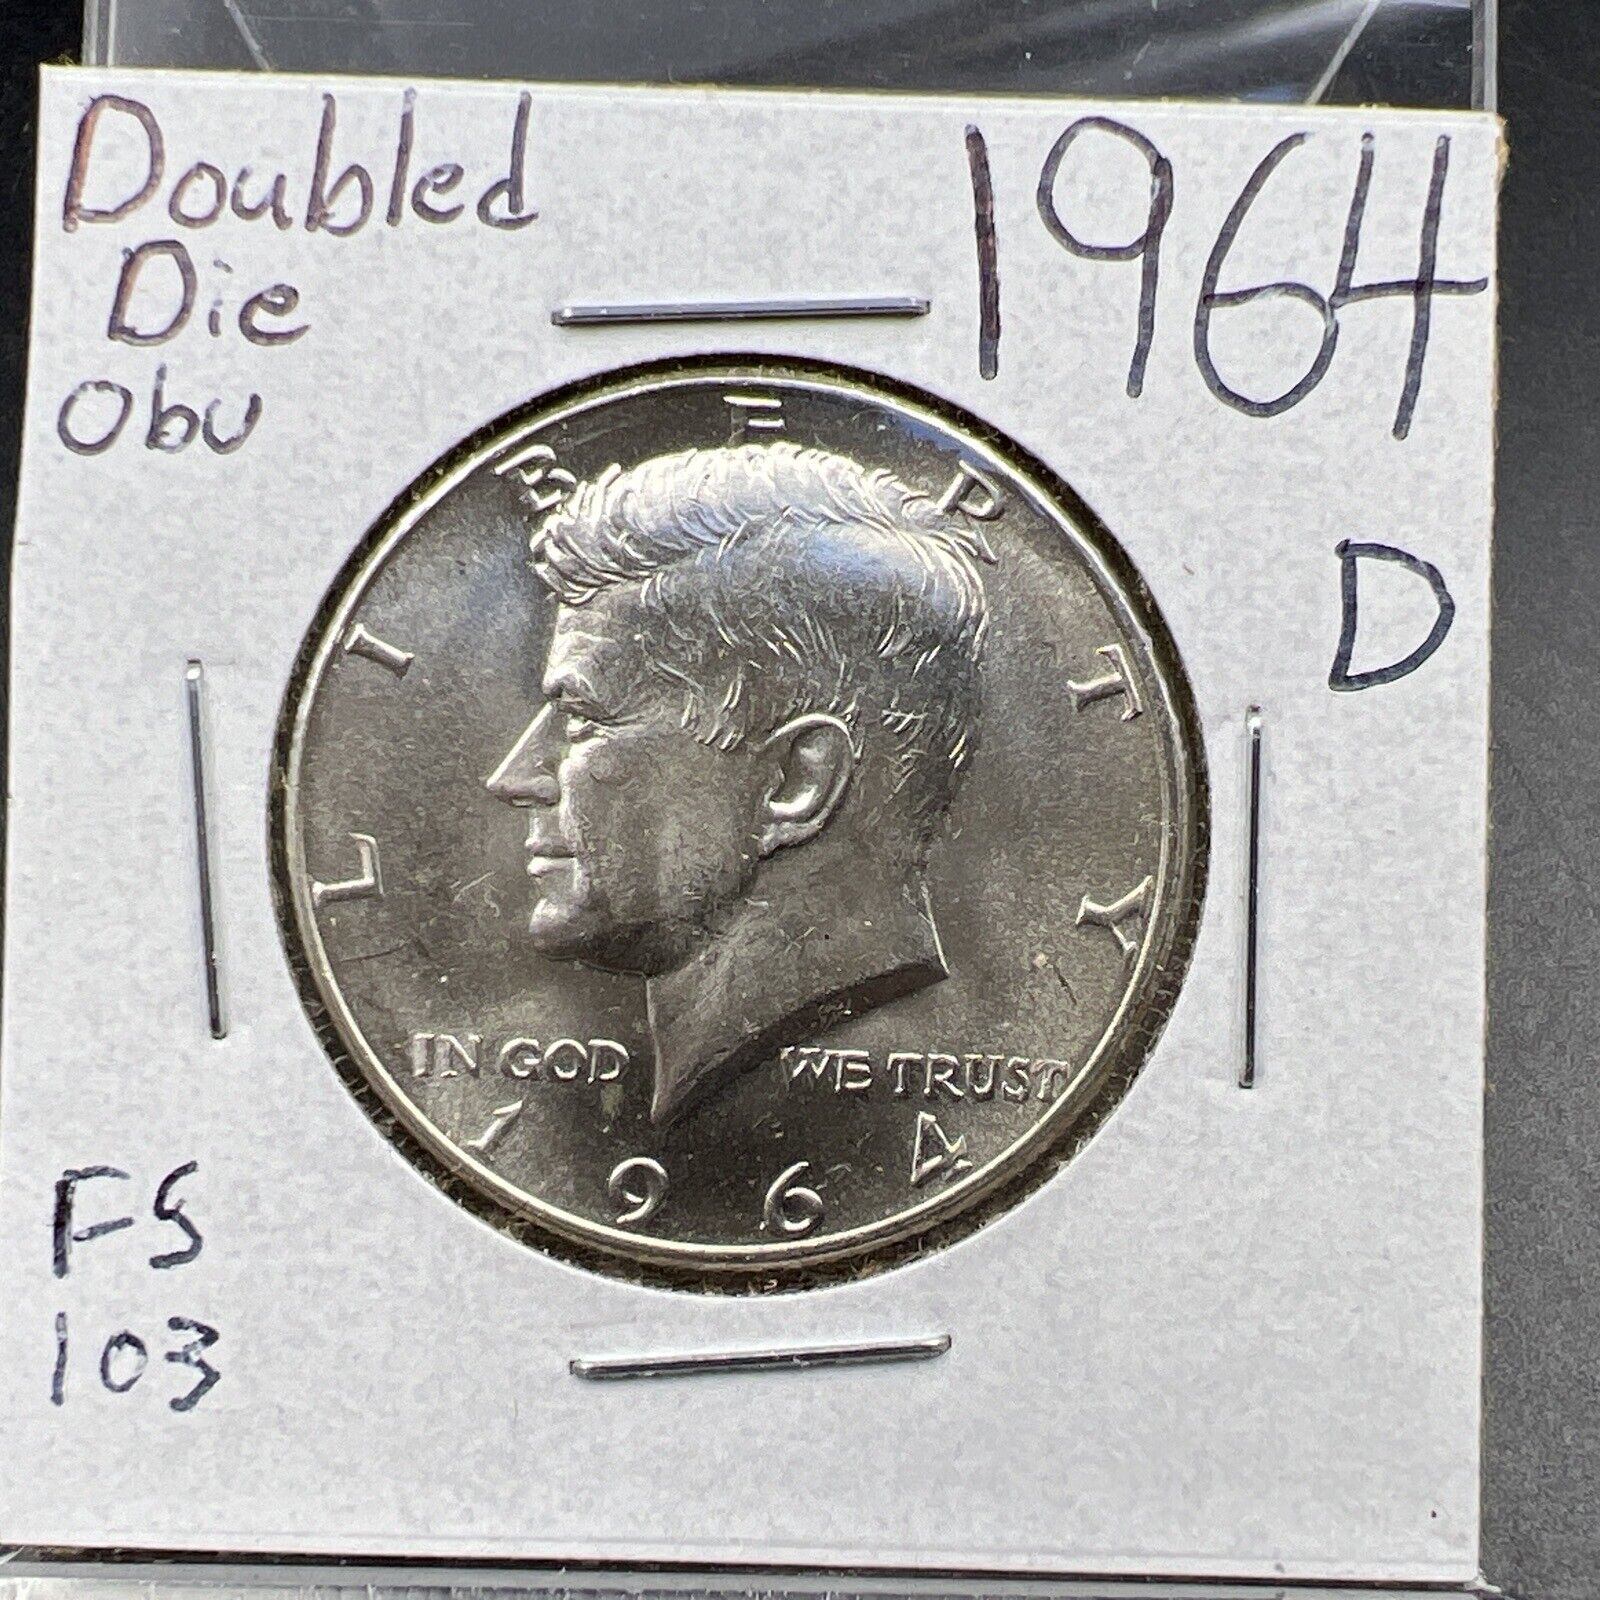 Doubled
Die
Obv
1964
D
FS
103
LIBERTY
IN GOD WE TRUST
1964